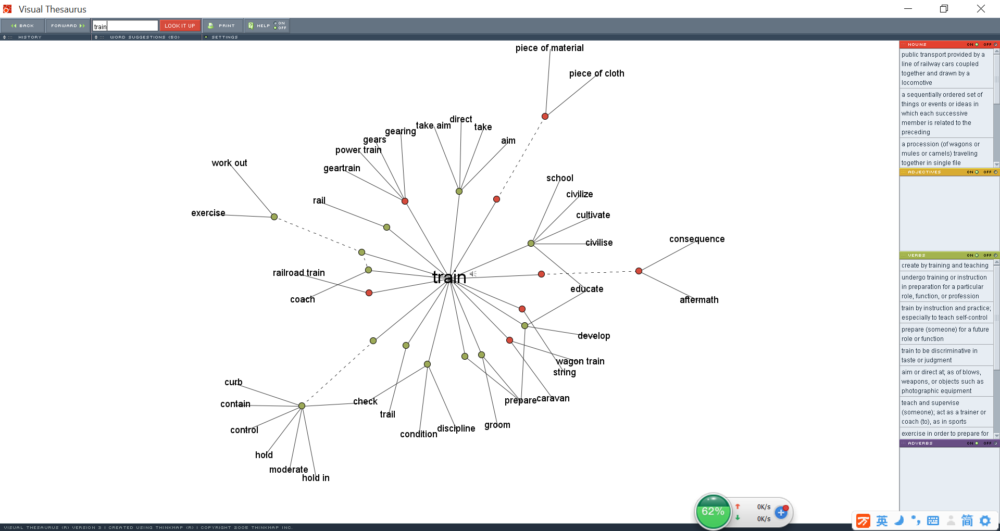 Visual Thesaurus
BACK
FORWARD
train
LOOK IT UP
PRINT
HELP
ON
OFF
HISTORY
WORD SUGGESTIONS (50)
SETTINGS
piece of material
piece of cloth
take aim
direct
take
aim
gearing
gears
power train
geartrain
work out
exercise
rail
school
civilize
cultivate
civilise
consequence
aftermath
railroad train
coach
train
educate
develop
wagon train
string
caravan
prepare
groom
discipline
condition
trail
check
curb
contain
control
hold
moderate
hold in
NOUNS ON OFF
public transport provided by a
line of railway cars coupled
together and drawn by a
locomotive
a sequentially ordered set of
things or events or ideas in
which each successive
member is related to the
preceding
a procession (of wagons or
mules or camels) traveling
together in single file
ADJECTIVES ON OFF
VERBS ON OFF
create by training and teaching
undergo training or instruction
in preparation for a particular
role, function, or profession
train by instruction and practice;
especially to teach self-control
prepare (someone) for a future
role or function
train to be discriminative in
taste or judgment
aim or direct at; as of blows,
weapons, or objects such as
photographic equipment
teach and supervise
(someone); act as a trainer or
coach (to), as in sports
exercise in order to prepare for
ADVERBS ON OFF
62%
0K/s
0K/s
英
简
VISUAL THESAURUS (R) VERSION 3 | CREATED USING THINKMAP (R) | COPYRIGHT 2005 THINKMAP INC.